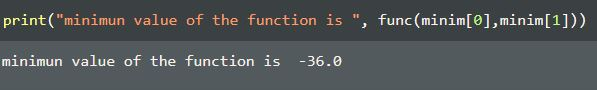 print("minimun value of the function is ", func(minim[0],minim[1]))
minimun value of the function is  -36.0